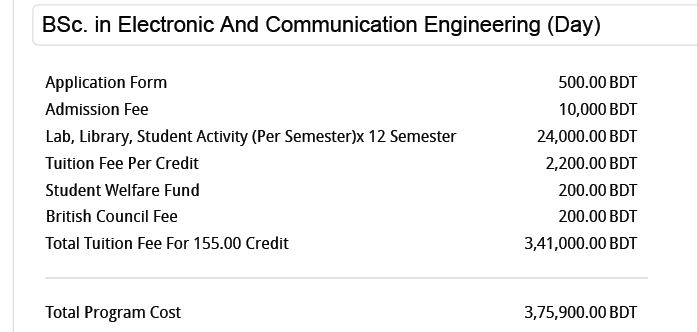 BSc. in Electronic And Communication Engineering (Day)
Application Form 500.00 BDT
Admission Fee 10,000 BDT
Lab, Library, Student Activity (Per Semester)x 12 Semester 24,000.00 BDT
Tuition Fee Per Credit 2,200.00 BDT
Student Welfare Fund 200.00 BDT
British Council Fee 200.00 BDT
Total Tuition Fee For 155.00 Credit 3,41,000.00 BDT
Total Program Cost 3,75,900.00 BDT